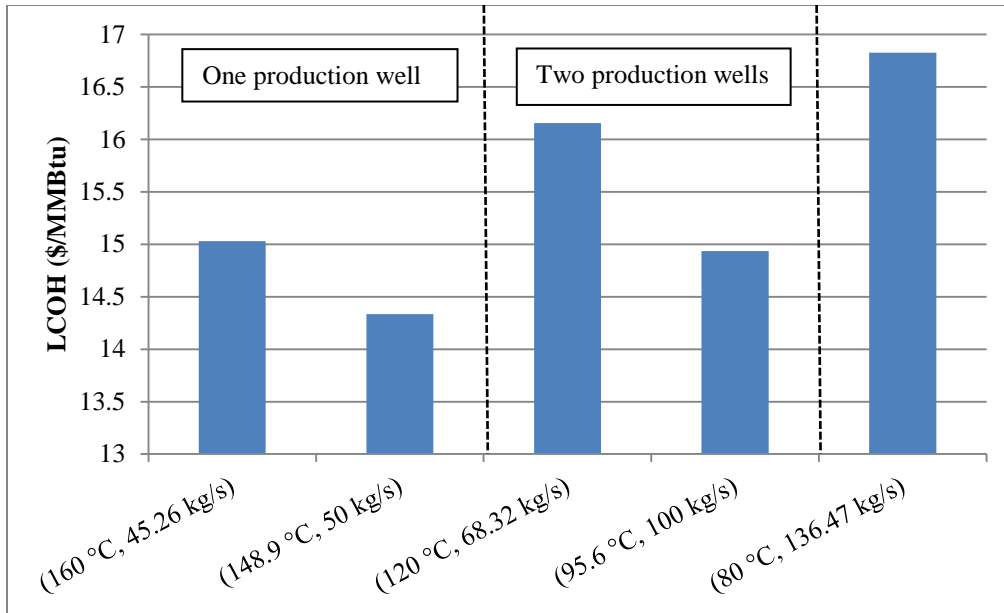 LCOH ($/MMBtu)
17
16.5
16
15.5
15
14.5
14
13.5
13
One production well
Two production wells
(160 °C, 45.26 kg/s)
(148.9 °C, 50 kg/s)
(120 °C, 68.32 kg/s)
(95.6 °C, 100 kg/s)
(80 °C, 136.47 kg/s)